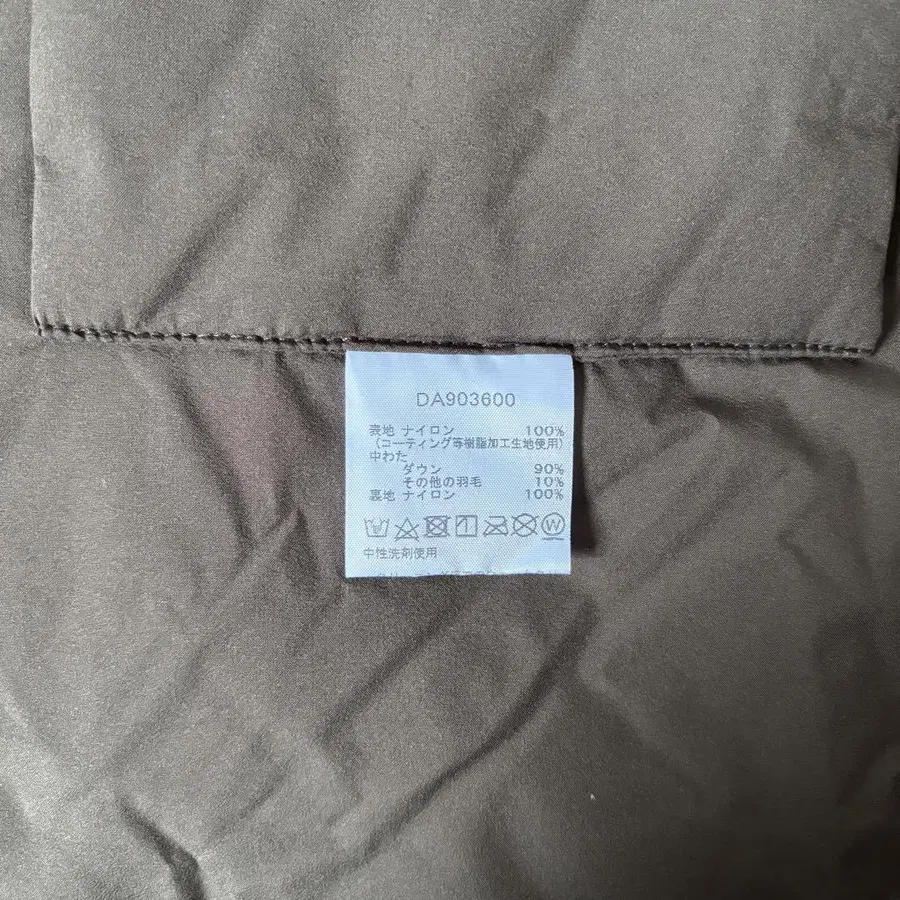 DA903600
表地 ナイロン 100%
(コーティング等樹脂加工生地使用)
中わた
ダウン 90%
その他の羽毛 10%
裏地 ナイロン 100%
W
中性洗剤使用